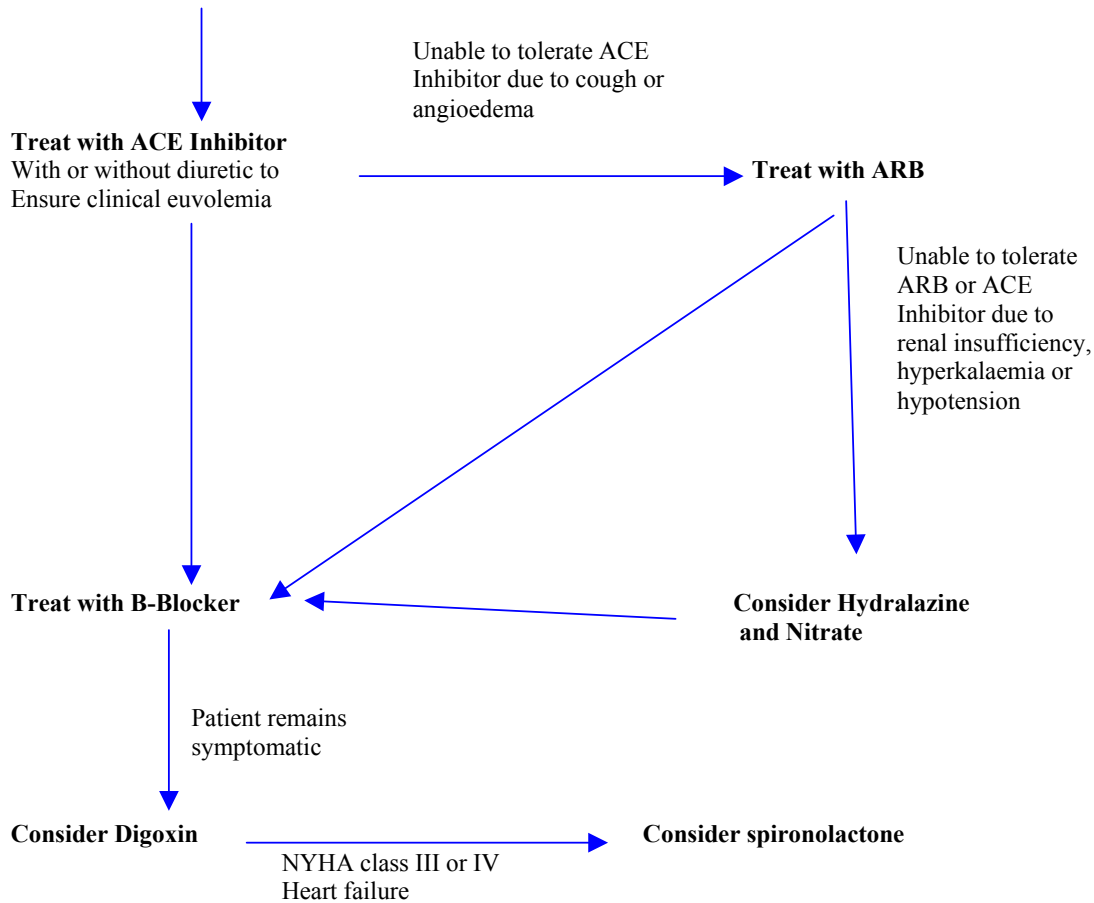 Unable to tolerate ACE
Inhibitor due to cough or
angioedema
Treat with ACE Inhibitor
With or without diuretic to
Ensure clinical euvolemia
Treat with ARB
Unable to tolerate
ARB or ACE
Inhibitor due to
renal insufficiency,
hyperkalaemia or
hypotension
Treat with B-Blocker
Consider Hydralazine
and Nitrate
Patient remains
symptomatic
Consider Digoxin
Consider spironolactone
NYHA class III or IV
Heart failure